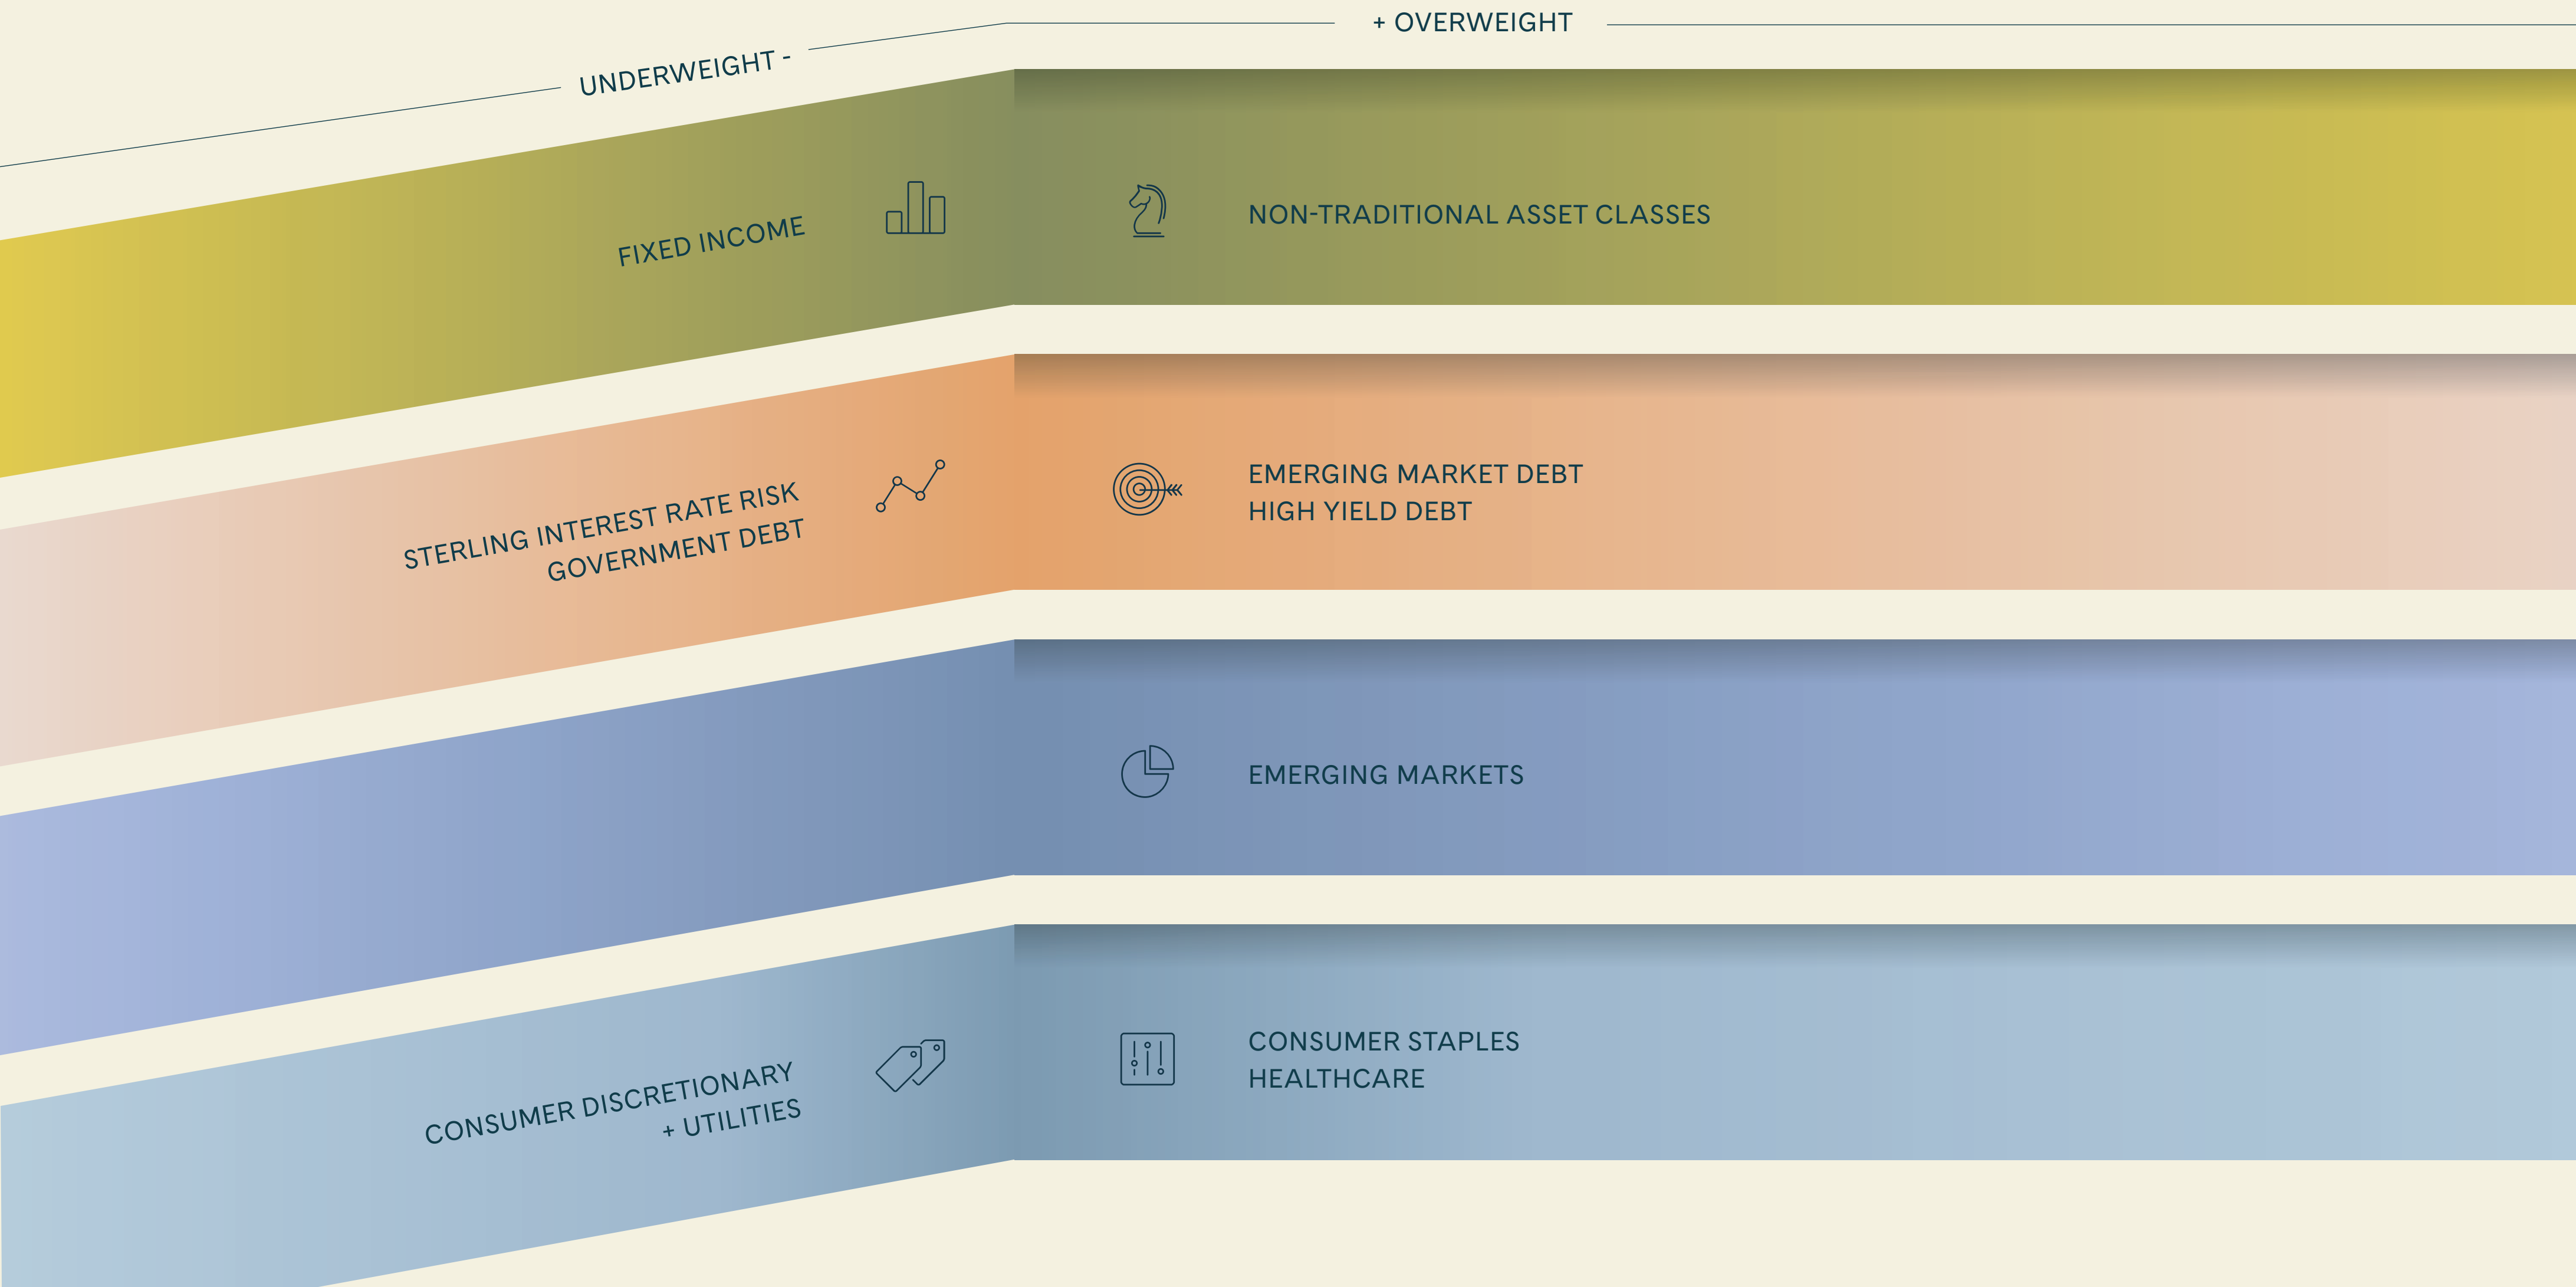 UNDERWEIGHT -
+ OVERWEIGHT
FIXED INCOME
NON-TRADITIONAL ASSET CLASSES
STERLING INTEREST RATE RISK
GOVERNMENT DEBT
EMERGING MARKET DEBT
HIGH YIELD DEBT
EMERGING MARKETS
CONSUMER DISCRETIONARY
+ UTILITIES
CONSUMER STAPLES
HEALTHCARE